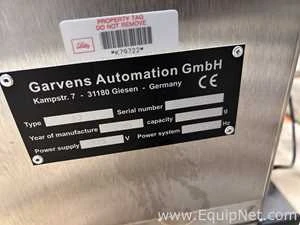 PROPERTY TAG
DO NOT REMOVE
Lilly
*K79722*
Garvens Automation GmbH
Kampstr. 7 - 31180 Giesen - Germany
CE
Type Serial number
Year of manufacture capacity g
Power supply V Power system Hz
www.EquipNet.com